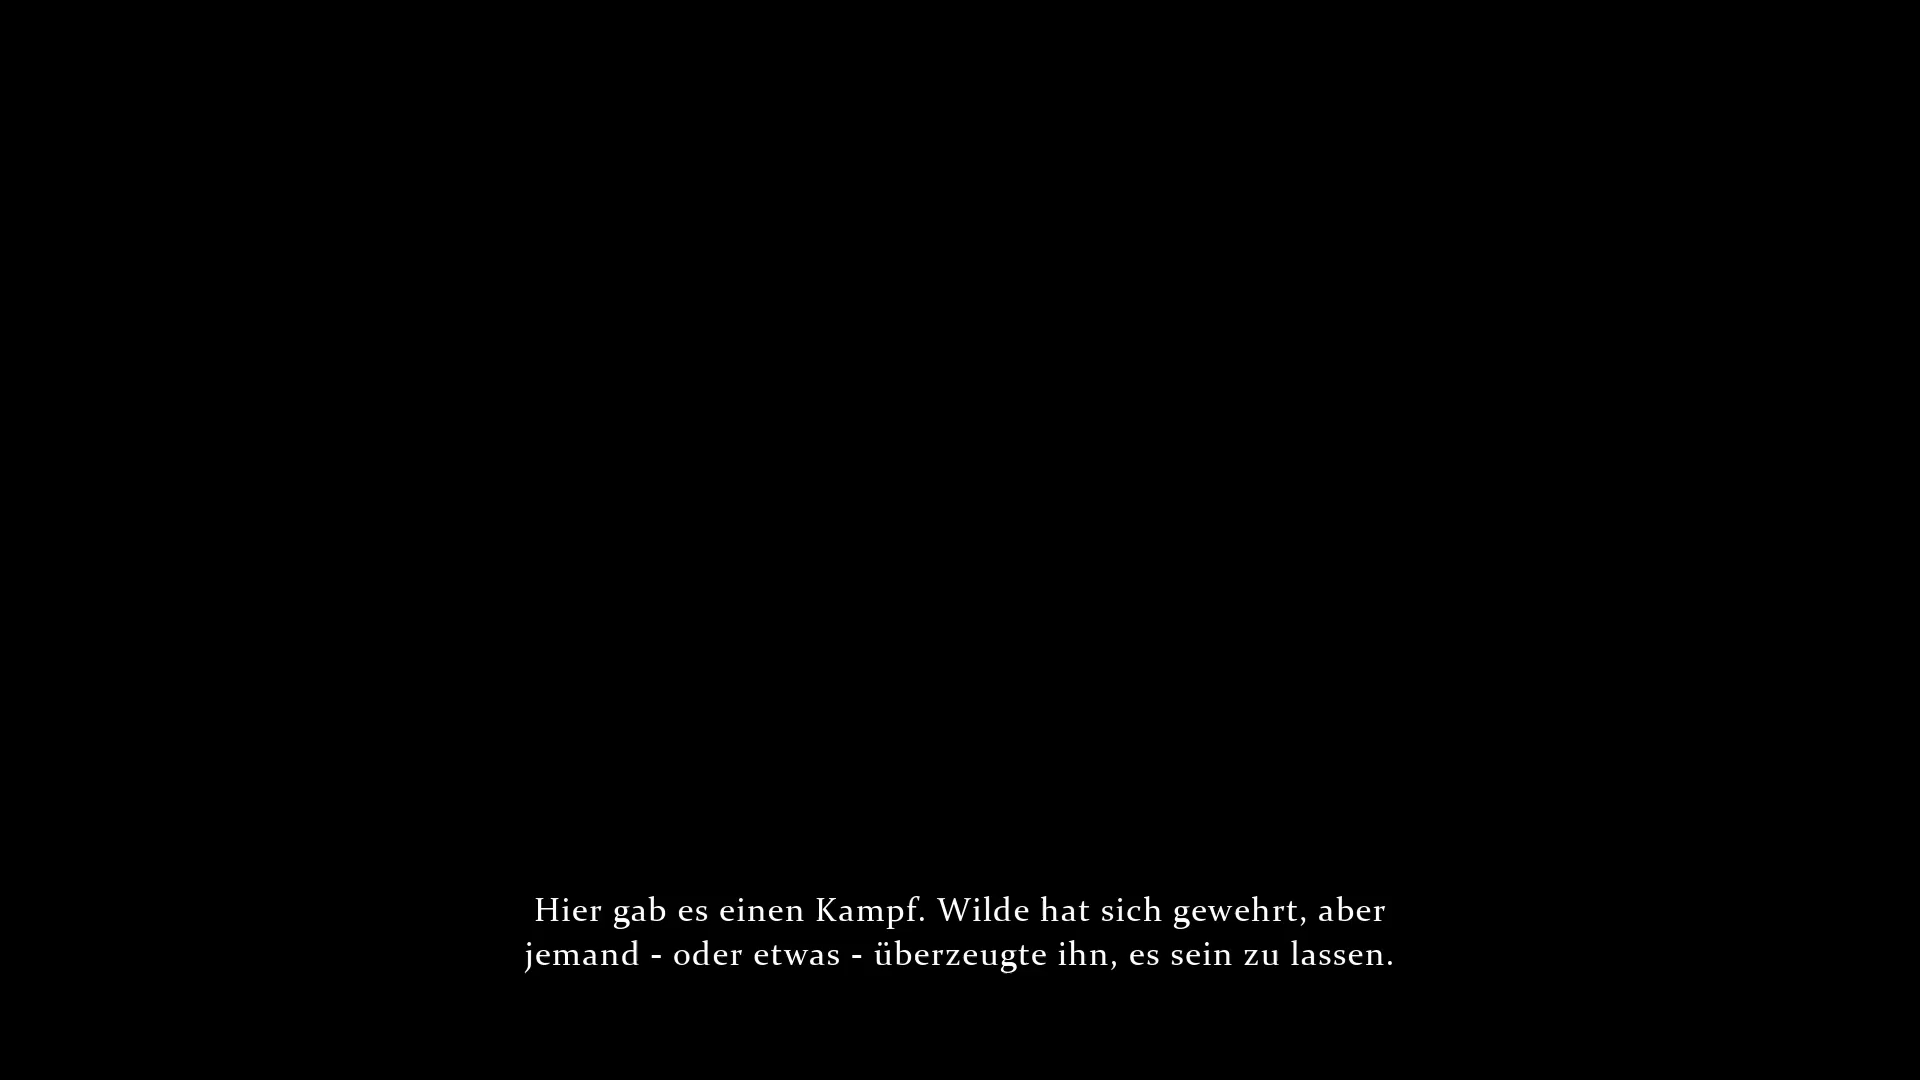 Hier gab es einen Kampf. Wilde hat sich gewehrt, aber
jemand - oder etwas - überzeugte ihn, es sein zu lassen.